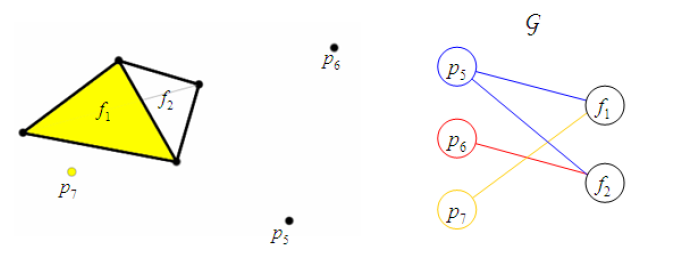 f₁
f₂
p₆
p₇
p₅
𝒢
p₅
p₆
p₇
f₁
f₂